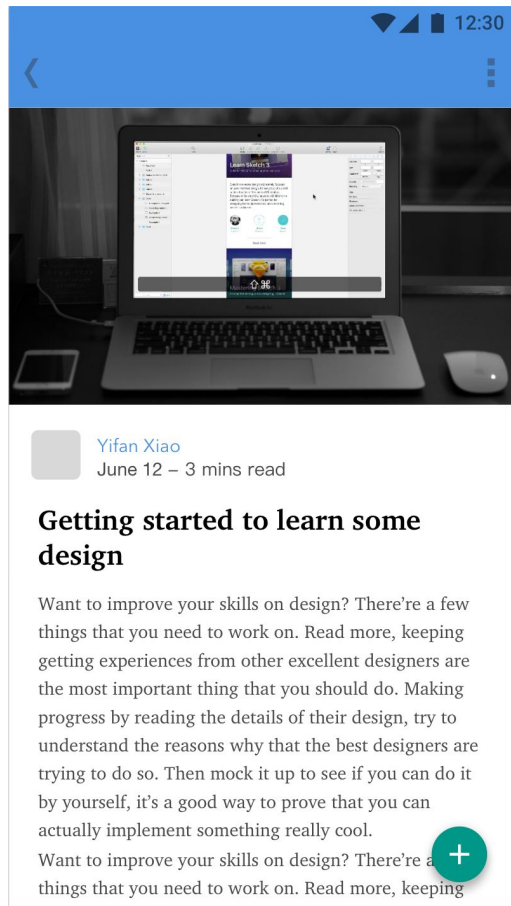 12:30
Learn Sketch 3
⇧⌘
Yifan Xiao
June 12 – 3 mins read
Getting started to learn some
design
Want to improve your skills on design? There’re a few
things that you need to work on. Read more, keeping
getting experiences from other excellent designers are
the most important thing that you should do. Making
progress by reading the details of their design, try to
understand the reasons why that the best designers are
trying to do so. Then mock it up to see if you can do it
by yourself, it’s a good way to prove that you can
actually implement something really cool.
Want to improve your skills on design? There’re a
things that you need to work on. Read more, keeping